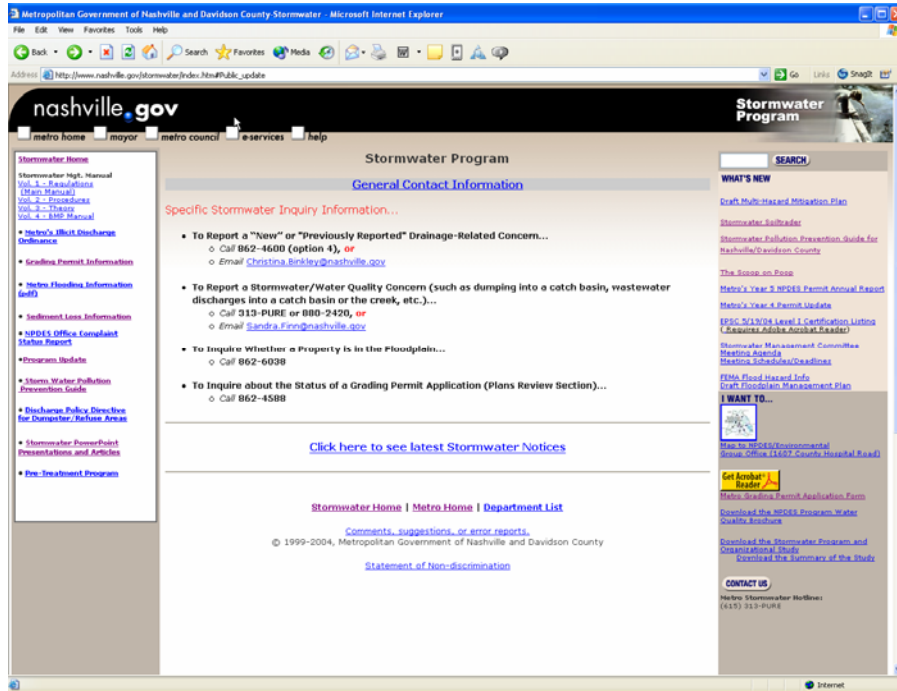 Metropolitan Government of Nashville and Davidson County-Stormwater - Microsoft Internet Explorer
File Edit View Favorites Tools Help
Back Search Favorites Media
Address http://www.nashville.gov/stormwater/index.htm#Public_update Go Links SnagIt
nashville.gov
Stormwater
Program
metro home mayor metro council e-services help
Stormwater Home
Stormwater Mgt. Manual
Vol. 1 - Regulations
(Main Manual)
Vol. 2 - Procedures
Vol. 3 - Theory
Vol. 4 - BMP Manual
• Metro's Illicit Discharge
Ordinance
• Grading Permit Information
• Metro Flooding Information
(pdf)
• Sediment Loss Information
• NPDES Office Complaint
Status Report
•Program Update
• Storm Water Pollution
Prevention Guide
• Discharge Policy Directive
for Dumpster/Refuse Areas
• Stormwater PowerPoint
Presentations and Articles
• Pre-Treatment Program
Stormwater Program
General Contact Information
Specific Stormwater Inquiry Information...
• To Report a "New" or "Previously Reported" Drainage-Related Concern...
o Call 862-4600 (option 4), or
o Email Christina.Binkley@nashville.gov
• To Report a Stormwater/Water Quality Concern (such as dumping into a catch basin, wastewater
discharges into a catch basin or the creek, etc.)...
o Call 313-PURE or 880-2420, or
o Email Sandra.Finn@nashville.gov
• To Inquire Whether a Property is in the Floodplain...
o Call 862-6038
• To Inquire about the Status of a Grading Permit Application (Plans Review Section)...
o Call 862-4588
Click here to see latest Stormwater Notices
Stormwater Home | Metro Home | Department List
Comments, suggestions, or error reports.
© 1999-2004, Metropolitan Government of Nashville and Davidson County
Statement of Non-discrimination
SEARCH
WHAT'S NEW
Draft Multi-Hazard Mitigation Plan
Stormwater Soiltrader
Stormwater Pollution Prevention Guide for
Nashville/Davidson County
The Scoop on Poop
Metro's Year 5 NPDES Permit Annual Report
Metro's Year 4 Permit Update
EPSC 5/19/04 Level I Certification Listing
( Requires Adobe Acrobat Reader)
Stormwater Management Committee
Meeting Agenda
Meeting Schedules/Deadlines
FEMA Flood Hazard Info
Draft Floodplain Management Plan
I WANT TO...
Map to NPDES/Environmental
Group Office (1607 County Hospital Road)
Get Acrobat
Reader
Metro Grading Permit Application Form
Download the NPDES Program Water
Quality Brochure
Download the Stormwater Program and
Organizational Study
Download the Summary of the Study
CONTACT US
Metro Stormwater Hotline:
(615) 313-PURE
Internet